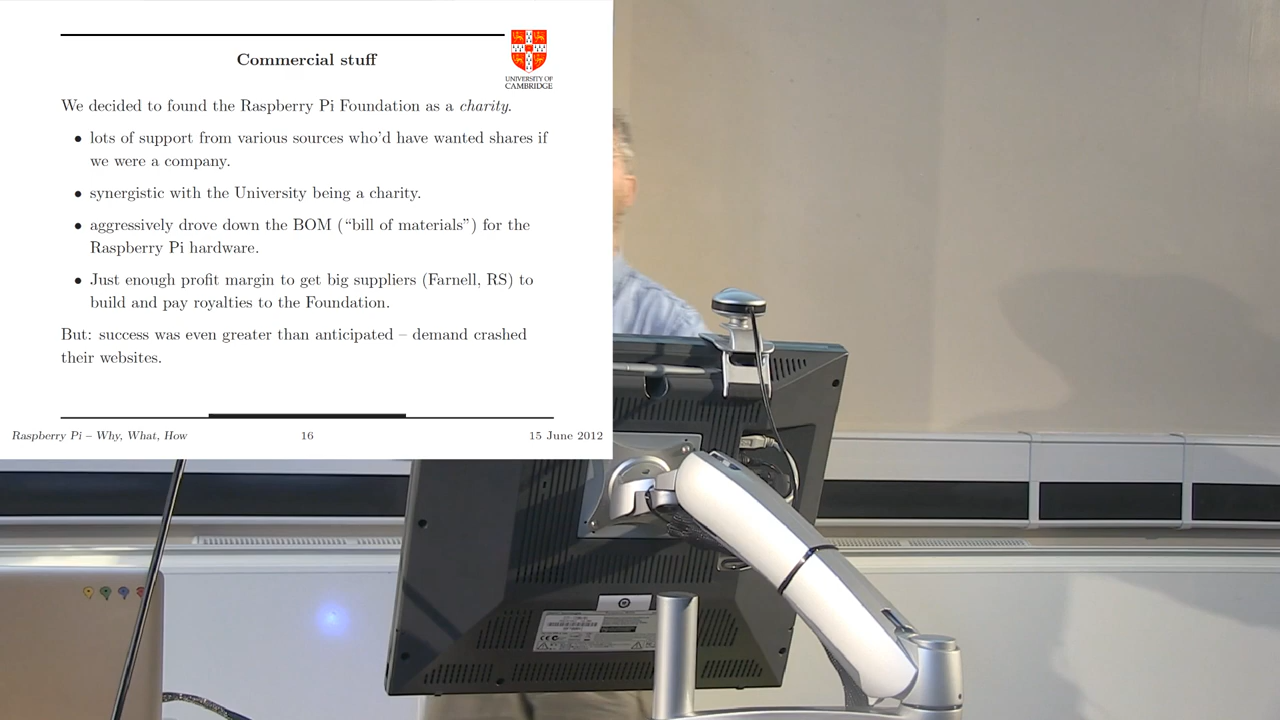 Commercial stuff
UNIVERSITY OF
CAMBRIDGE
We decided to found the Raspberry Pi Foundation as a charity.
• lots of support from various sources who'd have wanted shares if
we were a company.
• synergistic with the University being a charity.
• aggressively drove down the BOM (“bill of materials”) for the
Raspberry Pi hardware.
• Just enough profit margin to get big suppliers (Farnell, RS) to
build and pay royalties to the Foundation.
But: success was even greater than anticipated – demand crashed
their websites.
Raspberry Pi – Why, What, How
16
15 June 2012